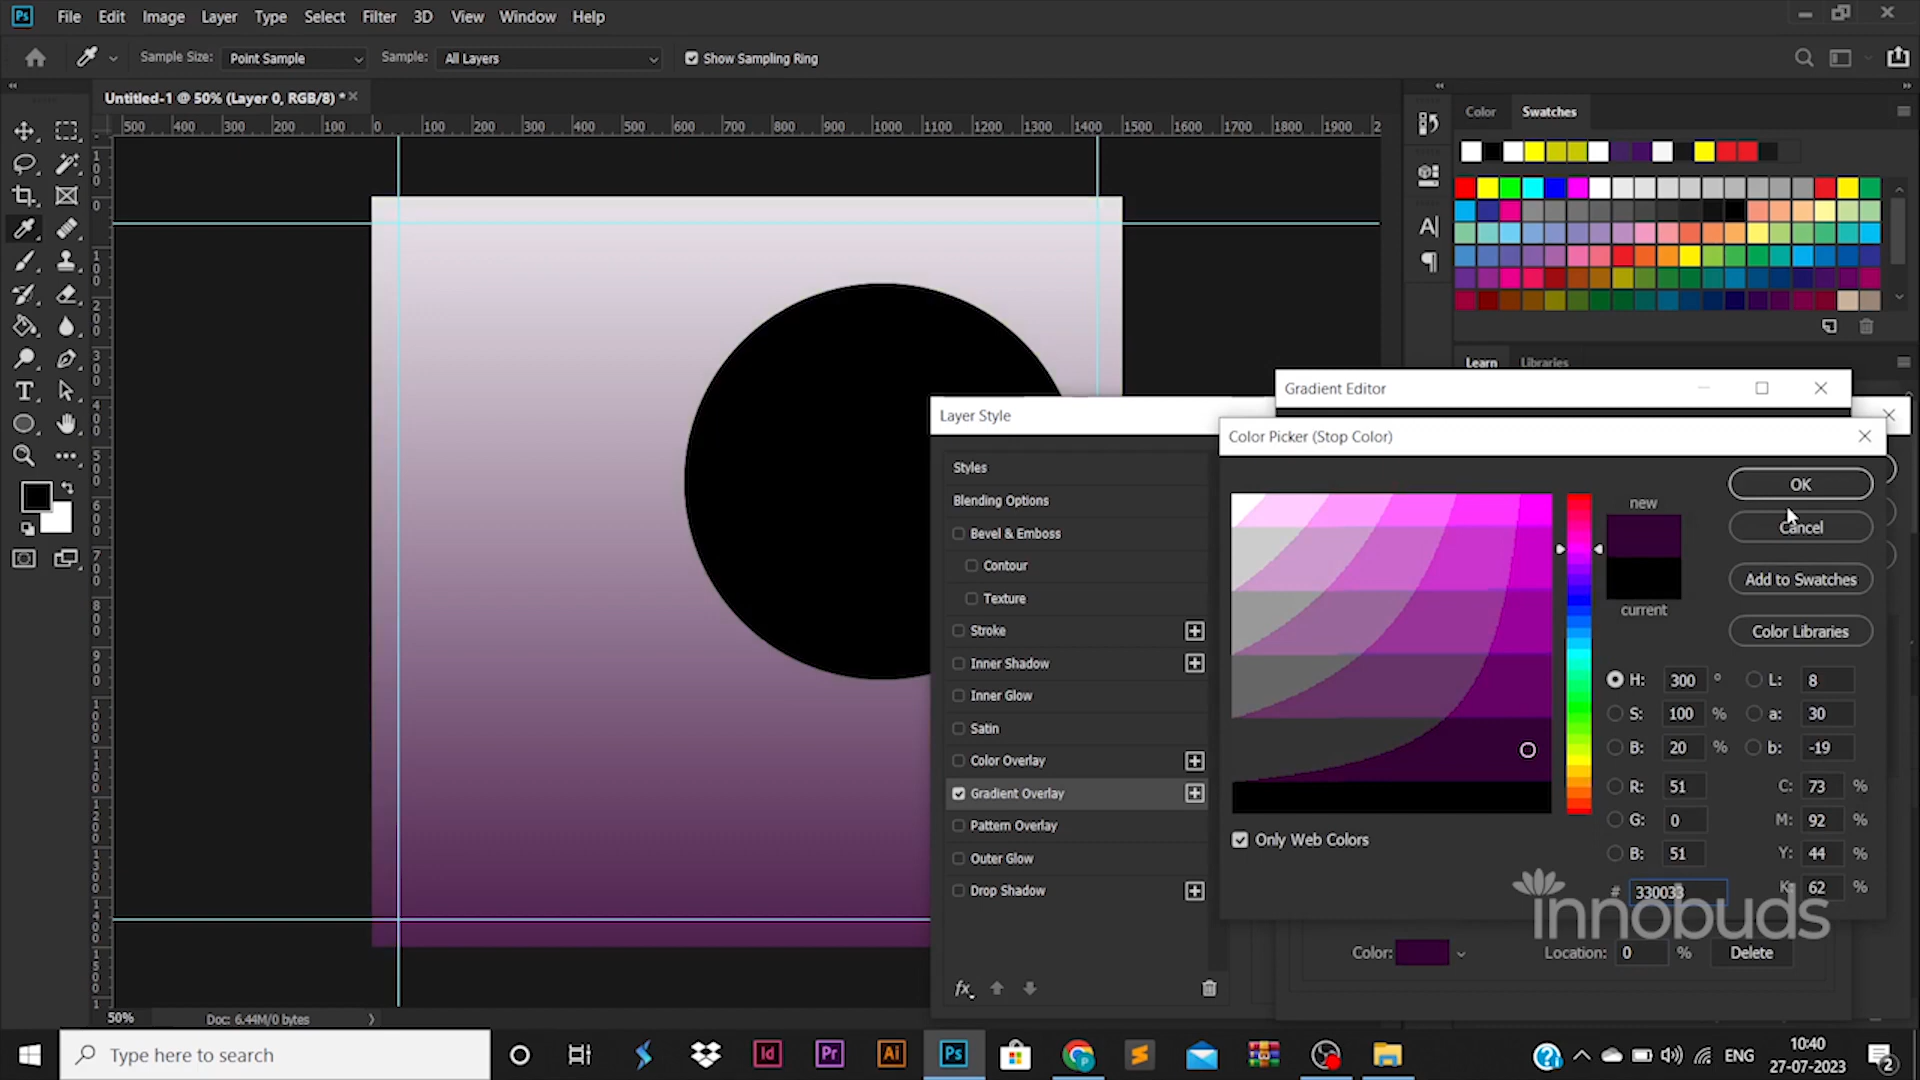 File Edit Image Layer Type Select Filter 3D View Window Help
Sample Size: Point Sample Sample: All Layers Show Sampling Ring
Untitled-1 @ 50% (Layer 0, RGB/8) *
500 400 300 200 100 0 100 200 300 400 500 600 700 800 900 1000 1100 1200 1300 1400 1500 1600 1700 1800 1900 2
Color Swatches
Learn Libraries
Gradient Editor
Layer Style
Color Picker (Stop Color)
Styles
Blending Options
Bevel & Emboss
Contour
Texture
Stroke
Inner Shadow
Inner Glow
Satin
Color Overlay
Gradient Overlay
Pattern Overlay
Outer Glow
Drop Shadow
fx
new
current
OK
Cancel
Add to Swatches
Color Libraries
H: 300 ° L: 8
S: 100 % a: 30
B: 20 % b: -19
R: 51 C: 73 %
G: 0 M: 92 %
B: 51 Y: 44 %
# 330033 K: 62 %
Only Web Colors
innobuds
Color: Location: 0 % Delete
50% Doc: 6.44M/0 bytes
Type here to search
Id Pr Ai Ps
ENG
10:40
27-07-2023
2